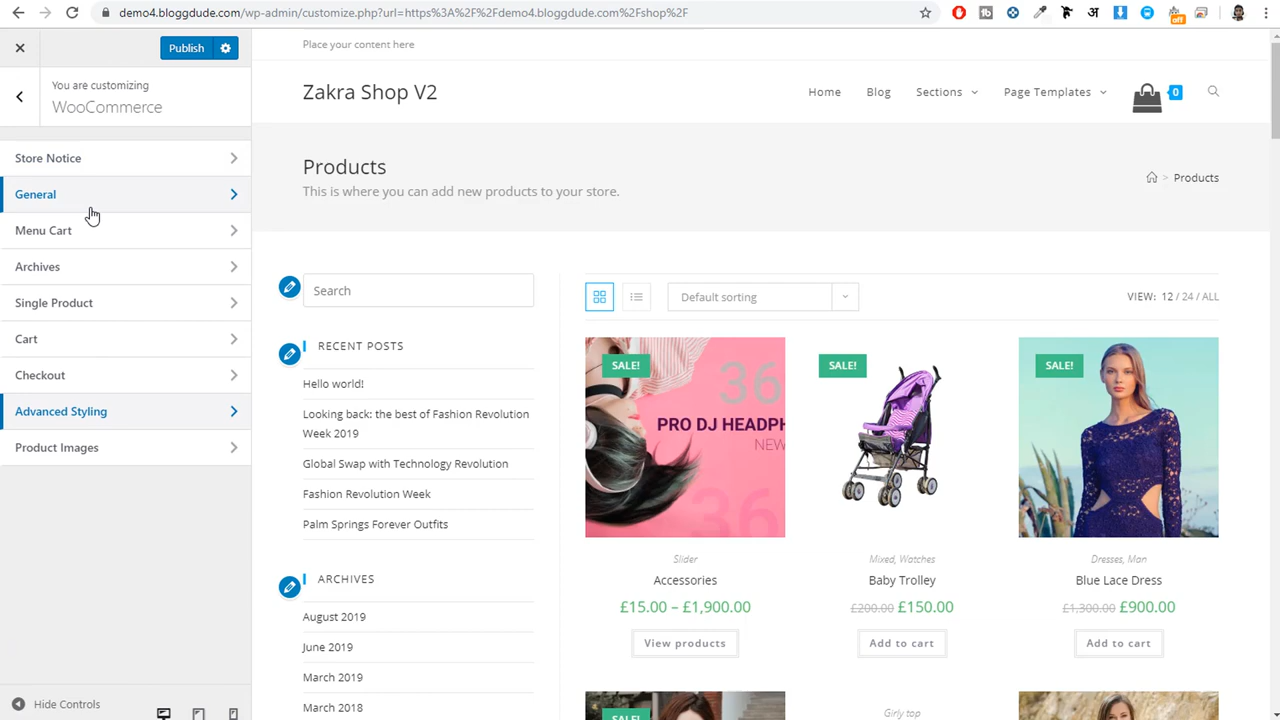 demo4.bloggdude.com/wp-admin/customize.php?url=https%3A%2F%2Fdemo4.bloggdude.com%2Fshop%2F
off
Publish
You are customizing
WooCommerce
Store Notice
General
Menu Cart
Archives
Single Product
Cart
Checkout
Advanced Styling
Product Images
Hide Controls
Place your content here
Zakra Shop V2
Home Blog Sections Page Templates 0
Products
This is where you can add new products to your store.
> Products
Search
RECENT POSTS
Hello world!
Looking back: the best of Fashion Revolution
Week 2019
Global Swap with Technology Revolution
Fashion Revolution Week
Palm Springs Forever Outfits
ARCHIVES
August 2019
June 2019
March 2019
March 2018
Default sorting
VIEW: 12 / 24 / ALL
SALE!
36
PRO DJ HEADPH
NEW
36
Slider
Accessories
£15.00 – £1,900.00
View products
SALE!
Mixed, Watches
Baby Trolley
£200.00 £150.00
Add to cart
SALE!
Dresses, Man
Blue Lace Dress
£1,300.00 £900.00
Add to cart
SALE!
Girly top